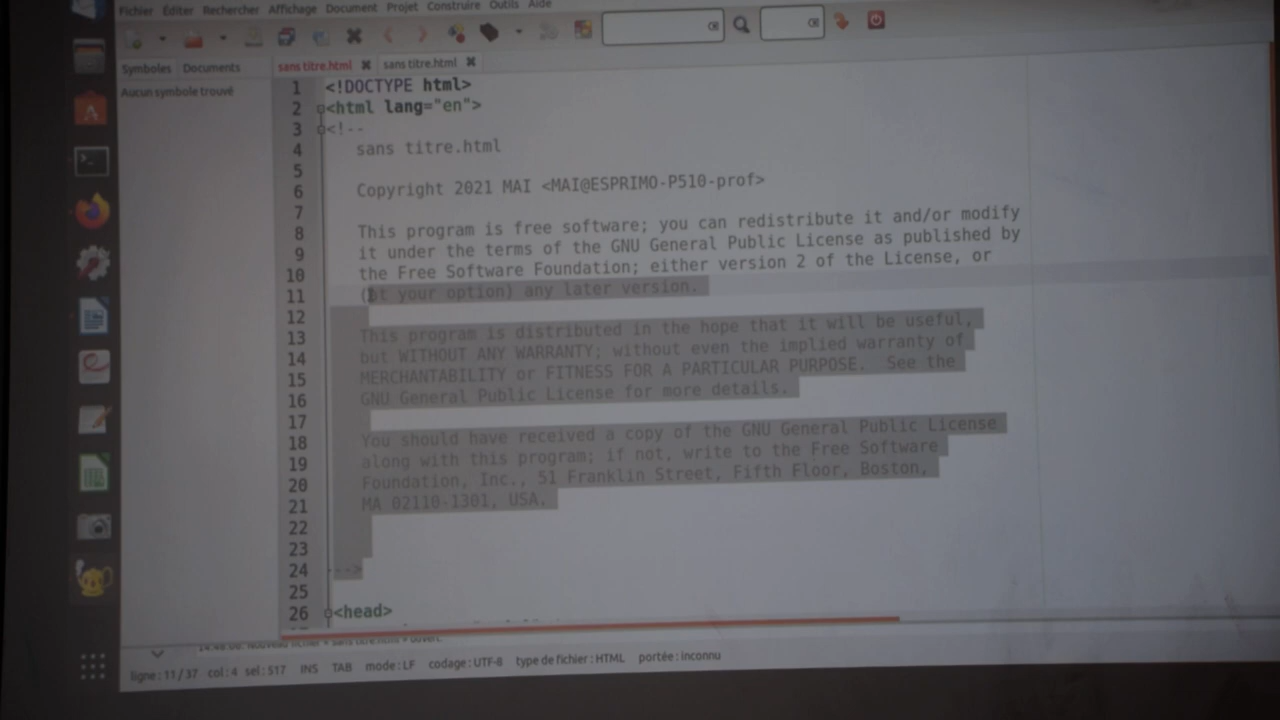 Fichier Éditer Rechercher Affichage Document Projet Construire Outils Aide
Symboles Documents sans titre.html sans titre.html
Aucun symbole trouvé
1 <!DOCTYPE html>
2 <html lang="en">
3 <!--
4 sans titre.html
5
6 Copyright 2021 MAI <MAI@ESPRIMO-P510-prof>
7
8 This program is free software; you can redistribute it and/or modify
9 it under the terms of the GNU General Public License as published by
10 the Free Software Foundation; either version 2 of the License, or
11 (at your option) any later version.
12
13 This program is distributed in the hope that it will be useful,
14 but WITHOUT ANY WARRANTY; without even the implied warranty of
15 MERCHANTABILITY or FITNESS FOR A PARTICULAR PURPOSE. See the
16 GNU General Public License for more details.
17
18 You should have received a copy of the GNU General Public License
19 along with this program; if not, write to the Free Software
20 Foundation, Inc., 51 Franklin Street, Fifth Floor, Boston,
21 MA 02110-1301, USA.
22
23
24 -->
25
26 <head>
ligne : 11 / 37 col : 4 sel : 517 INS TAB mode : LF codage : UTF-8 type de fichier : HTML portée : inconnu